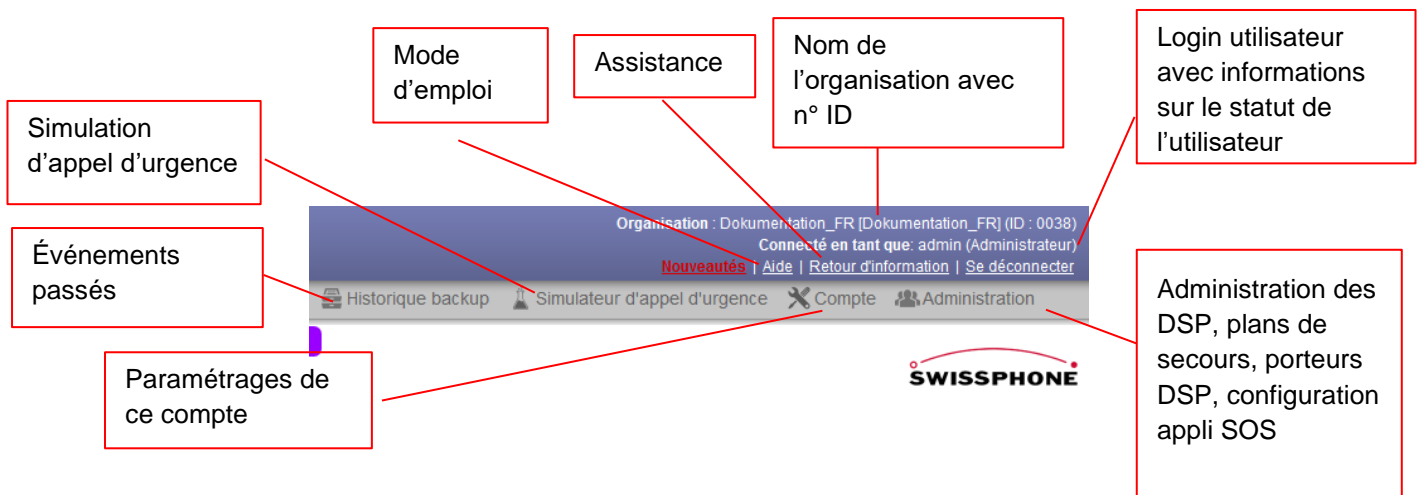 Mode
d’emploi
Assistance
Nom de
l’organisation avec
n° ID
Login utilisateur
avec informations
sur le statut de
l’utilisateur
Simulation
d’appel d’urgence
Événements
passés
Organisation : Dokumentation_FR [Dokumentation_FR] (ID : 0038)
Connecté en tant que: admin (Administrateur)
Nouveautés | Aide | Retour d'information | Se déconnecter
Historique backup Simulateur d'appel d'urgence Compte Administration
SWISSPHONE
Paramétrages de
ce compte
Administration des
DSP, plans de
secours, porteurs
DSP, configuration
appli SOS